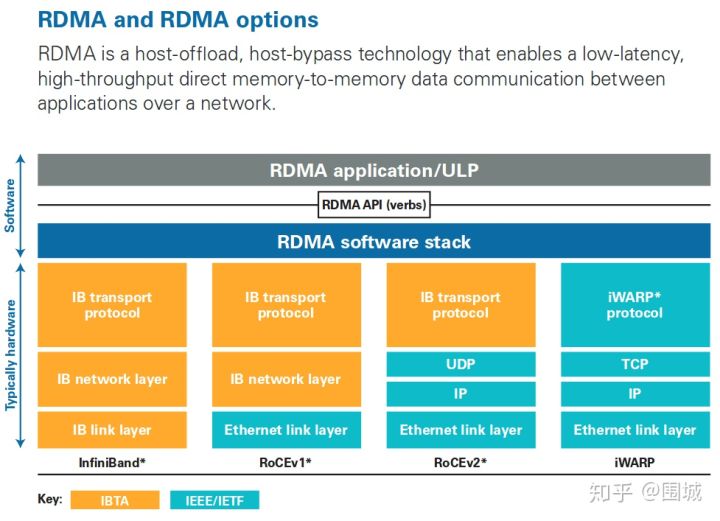 RDMA and RDMA options
RDMA is a host-offload, host-bypass technology that enables a low-latency,
high-throughput direct memory-to-memory data communication between
applications over a network.
Software
RDMA application/ULP
RDMA API (verbs)
RDMA software stack
Typically hardware
IB transport
protocol
IB transport
protocol
IB transport
protocol
iWARP*
protocol
IB network layer
IB network layer
UDP
TCP
IP
IP
IB link layer
Ethernet link layer
Ethernet link layer
Ethernet link layer
InfiniBand*
RoCEv1*
RoCEv2*
iWARP
Key:
IBTA
IEEE/IETF
知乎 @围城